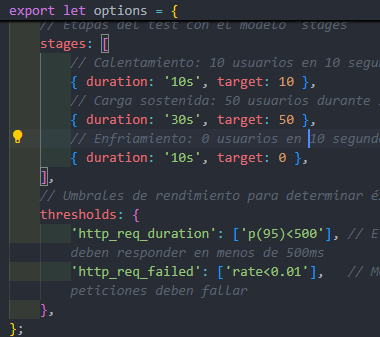 export let options = {
// Etapas del test con el modelo 'stages'
stages: [
// Calentamiento: 10 usuarios en 10 segun
{ duration: '10s', target: 10 },
// Carga sostenida: 50 usuarios durante
{ duration: '30s', target: 50 },
// Enfriamiento: 0 usuarios en 10 segundo
{ duration: '10s', target: 0 },
],
// Umbrales de rendimiento para determinar éx
thresholds: {
'http_req_duration': ['p(95)<500'], // E
deben responder en menos de 500ms
'http_req_failed': ['rate<0.01'],   // M
peticiones deben fallar
},
};